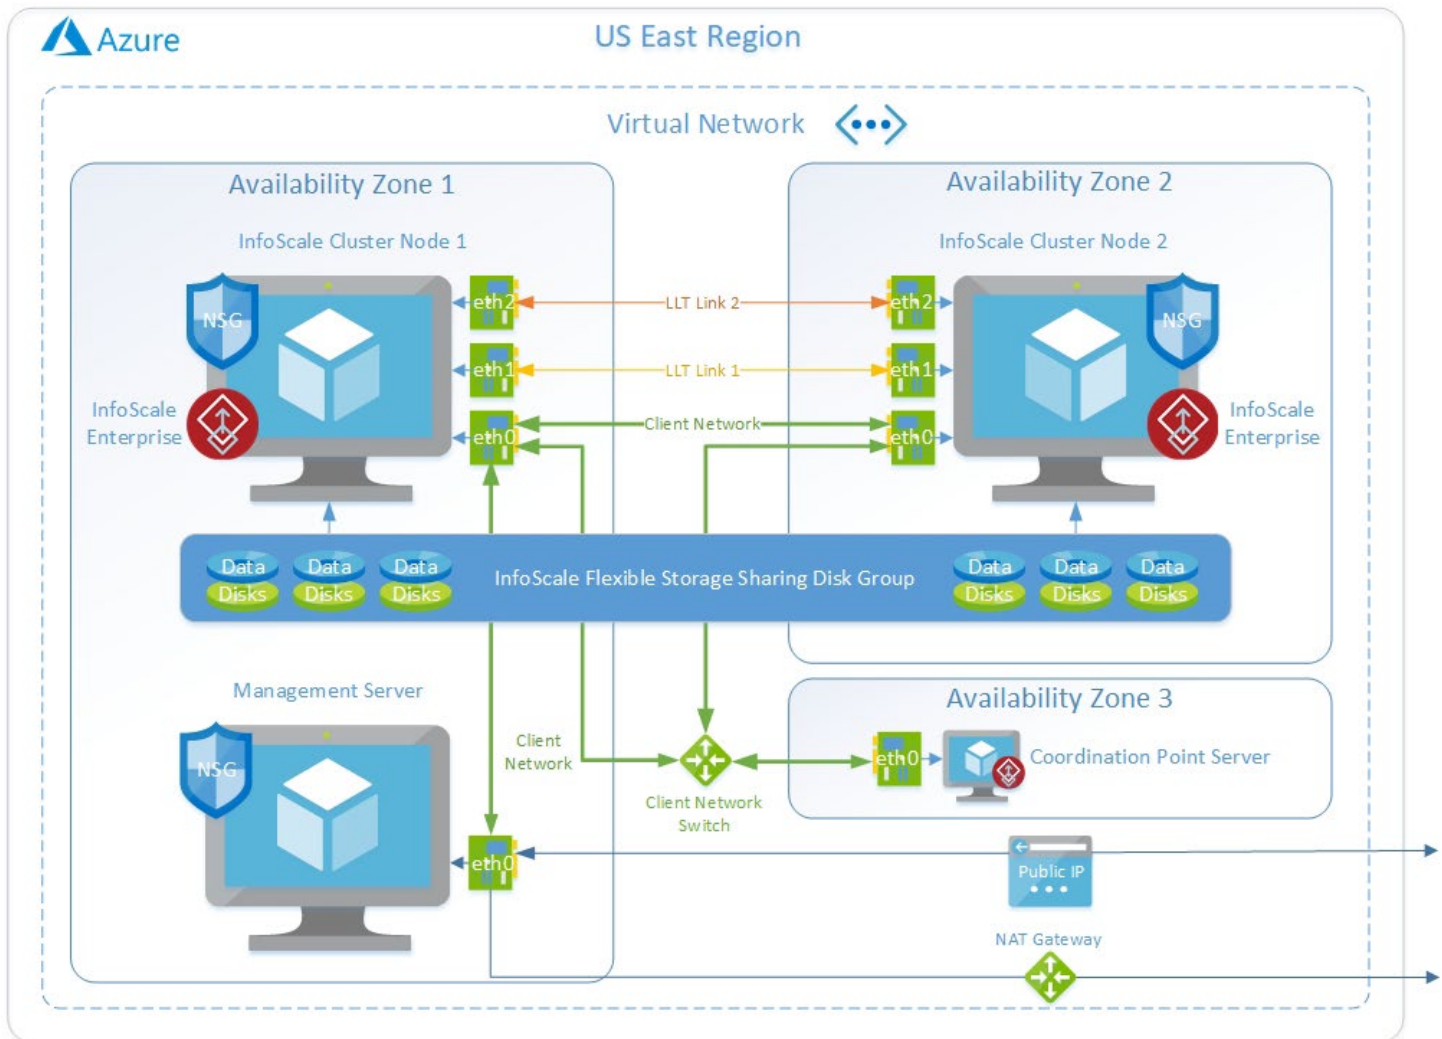 Azure
US East Region
Virtual Network
Availability Zone 1
InfoScale Cluster Node 1
NSG
InfoScale
Enterprise
eth2
eth1
eth0
LLT Link 2
LLT Link 1
Client Network
Availability Zone 2
InfoScale Cluster Node 2
eth2
eth1
eth0
NSG
InfoScale
Enterprise
Data Data Data
Disks Disks Disks
InfoScale Flexible Storage Sharing Disk Group
Data Data Data
Disks Disks Disks
Management Server
NSG
eth0
Client
Network
Client Network
Switch
Availability Zone 3
eth0
Coordination Point Server
Public IP
NAT Gateway